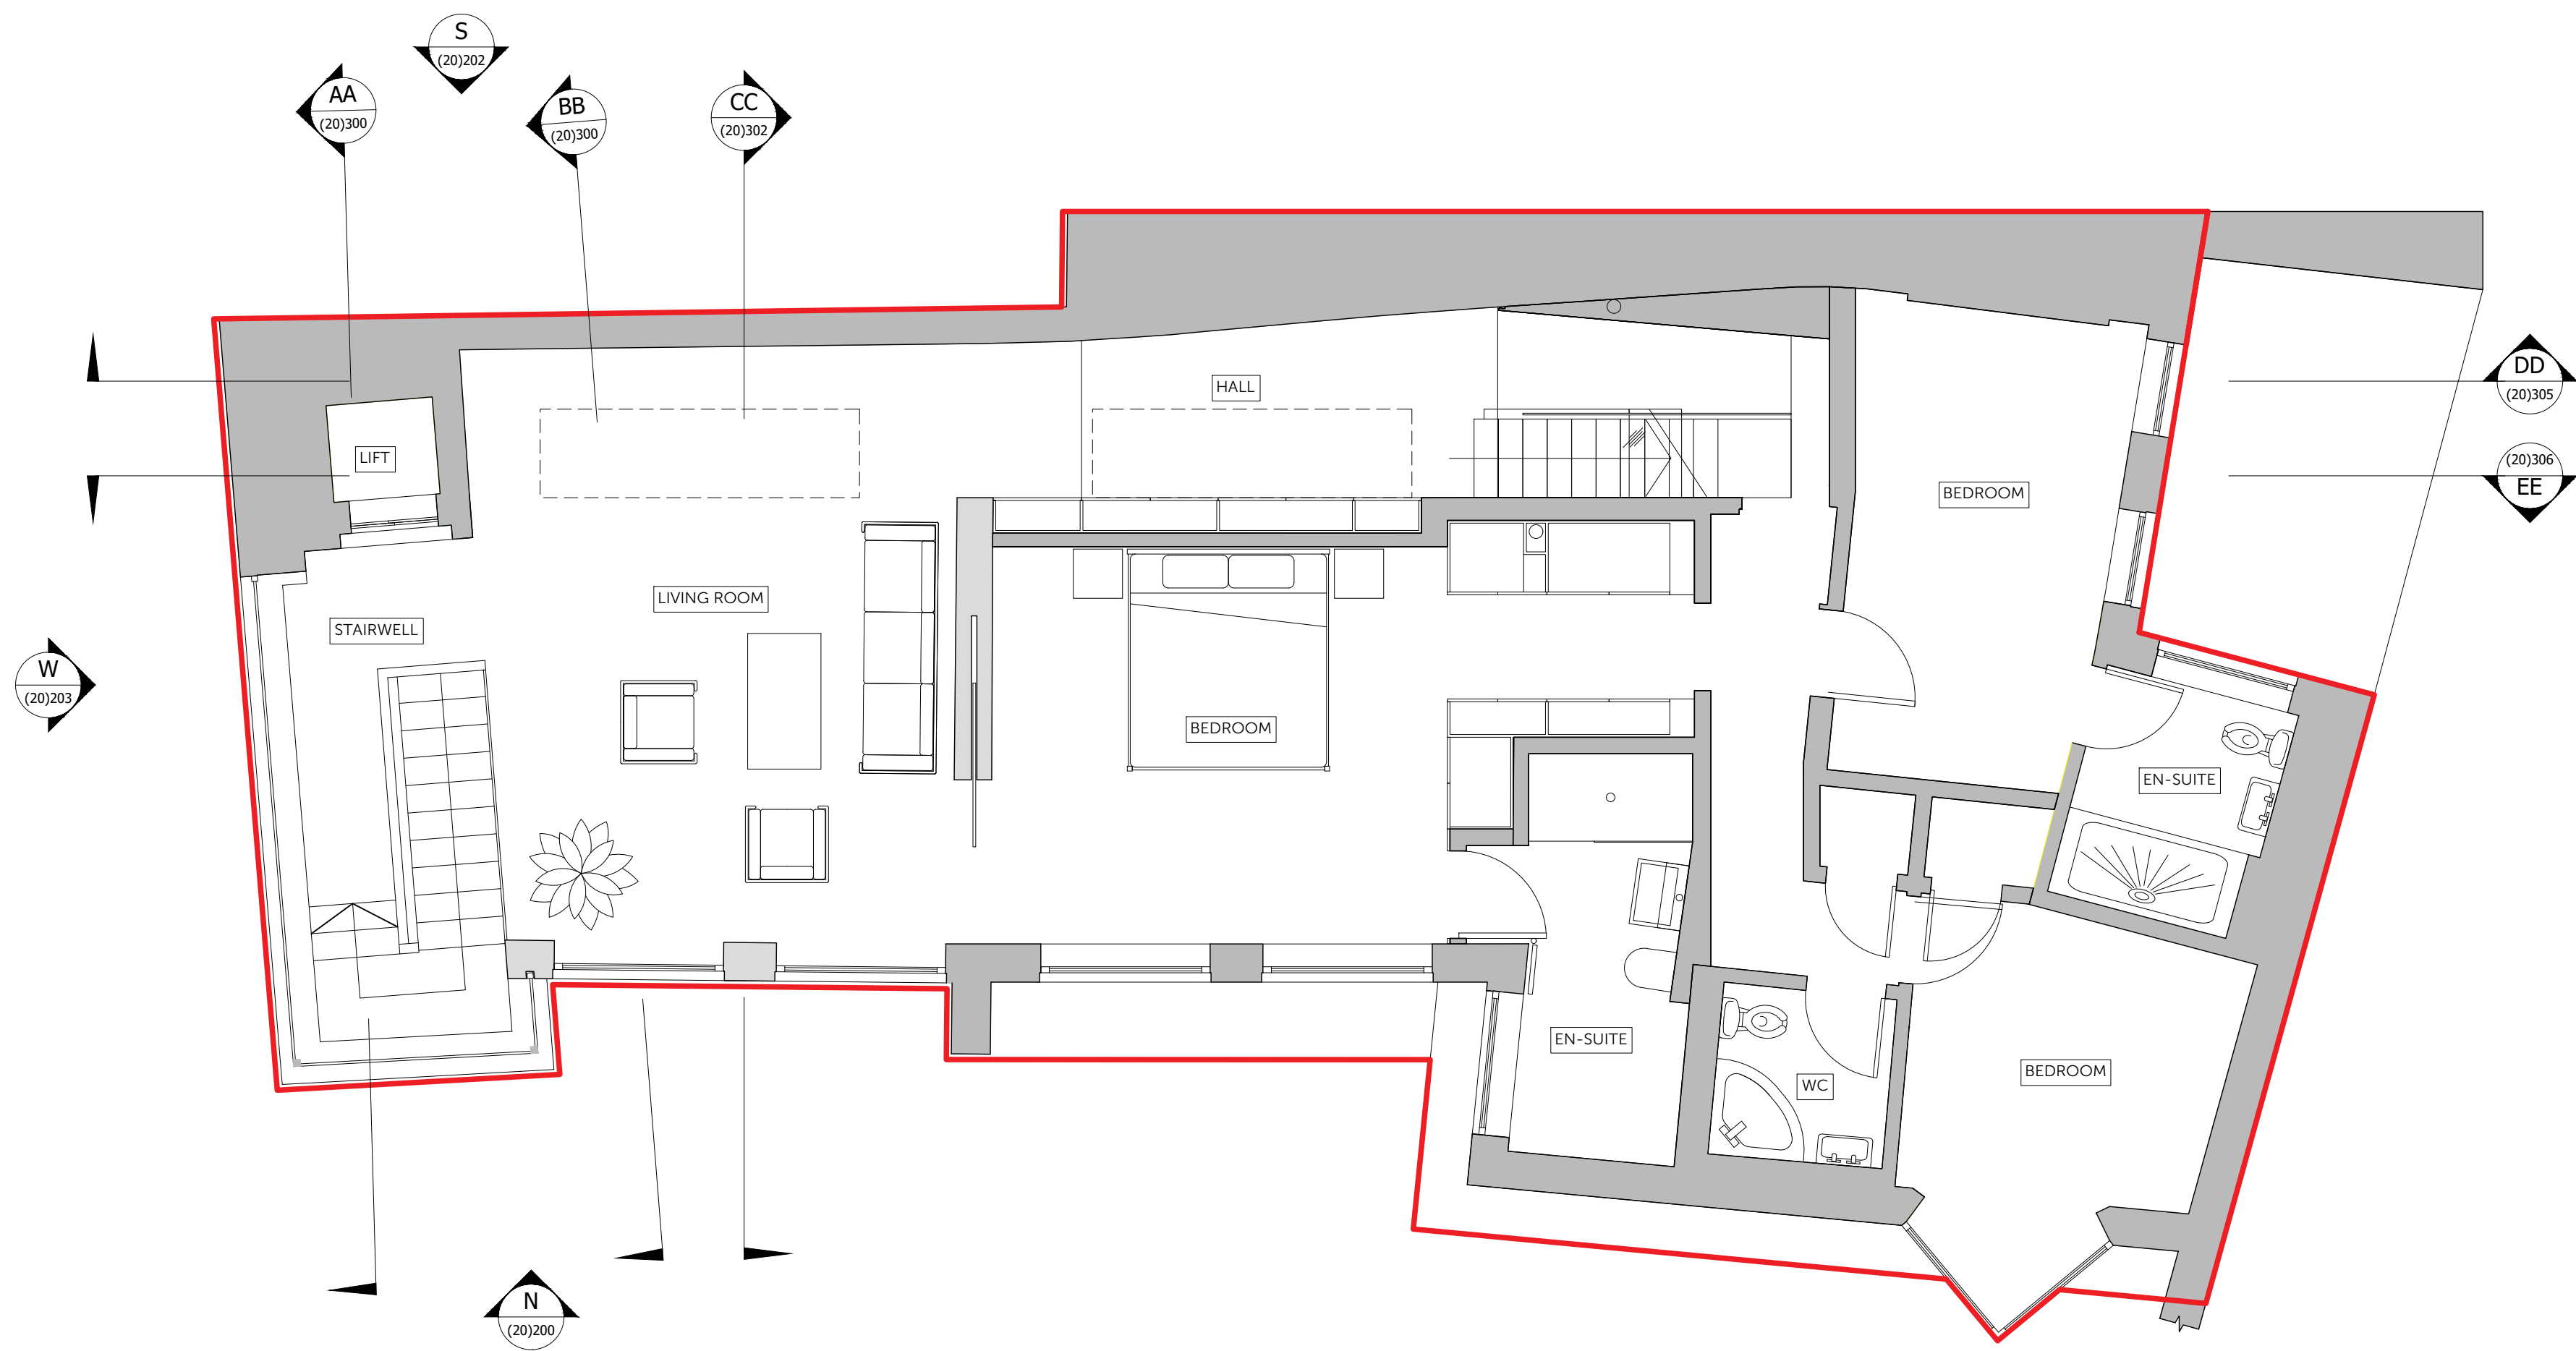 S
(20)202
AA
(20)300
BB
(20)300
CC
(20)302
DD
(20)305
HALL
LIFT
(20)306
EE
BEDROOM
LIVING ROOM
STAIRWELL
W
(20)203
BEDROOM
EN-SUITE
EN-SUITE
BEDROOM
WC
N
(20)200